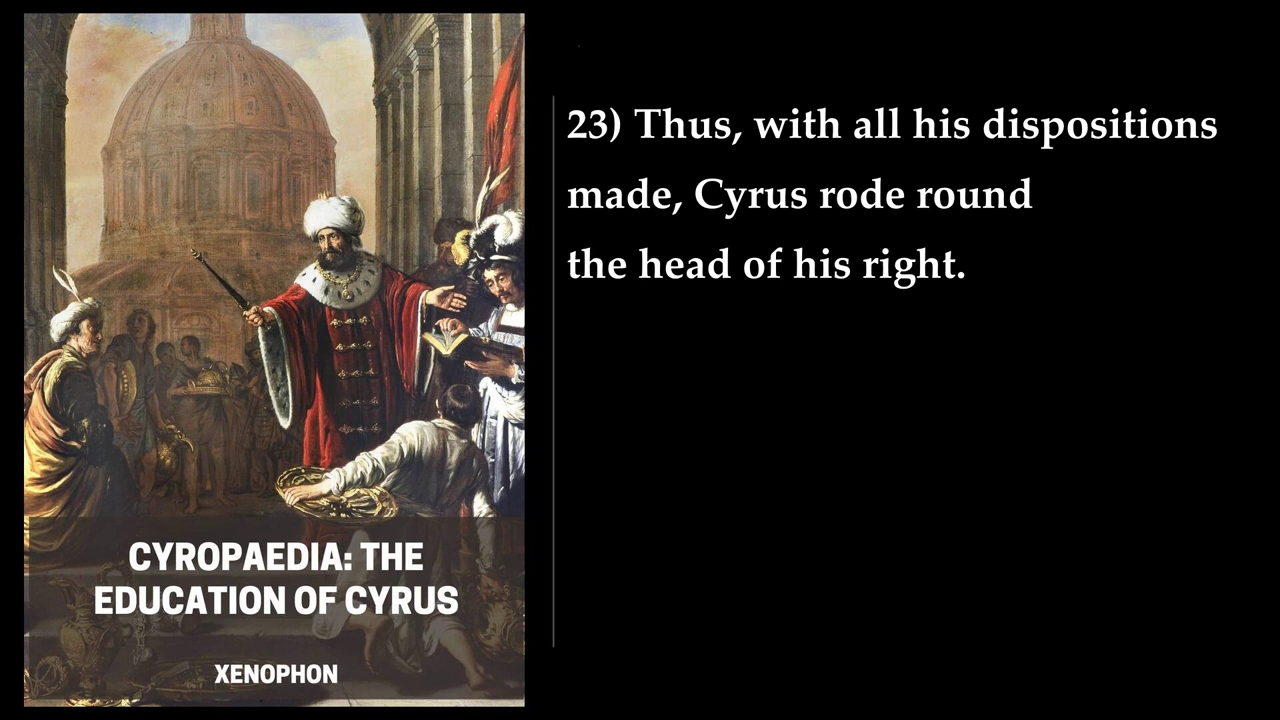 23) Thus, with all his dispositions
made, Cyrus rode round
the head of his right.
CYROPAEDIA: THE
EDUCATION OF CYRUS
XENOPHON